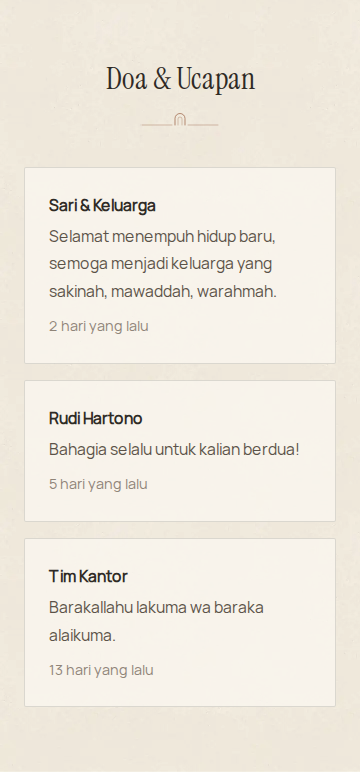 Doa & Ucapan
Sari & Keluarga
Selamat menempuh hidup baru,
semoga menjadi keluarga yang
sakinah, mawaddah, warahmah.
2 hari yang lalu
Rudi Hartono
Bahagia selalu untuk kalian berdua!
5 hari yang lalu
Tim Kantor
Barakallahu lakuma wa baraka
alaikuma.
13 hari yang lalu